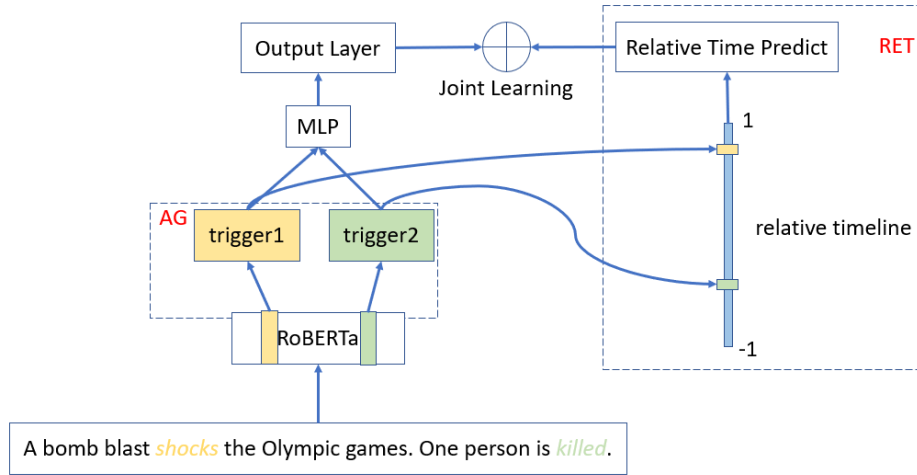 Output Layer
Joint Learning
Relative Time Predict
RET
MLP
1
AG
trigger1
trigger2
relative timeline
RoBERTa
-1
A bomb blast shocks the Olympic games. One person is killed.